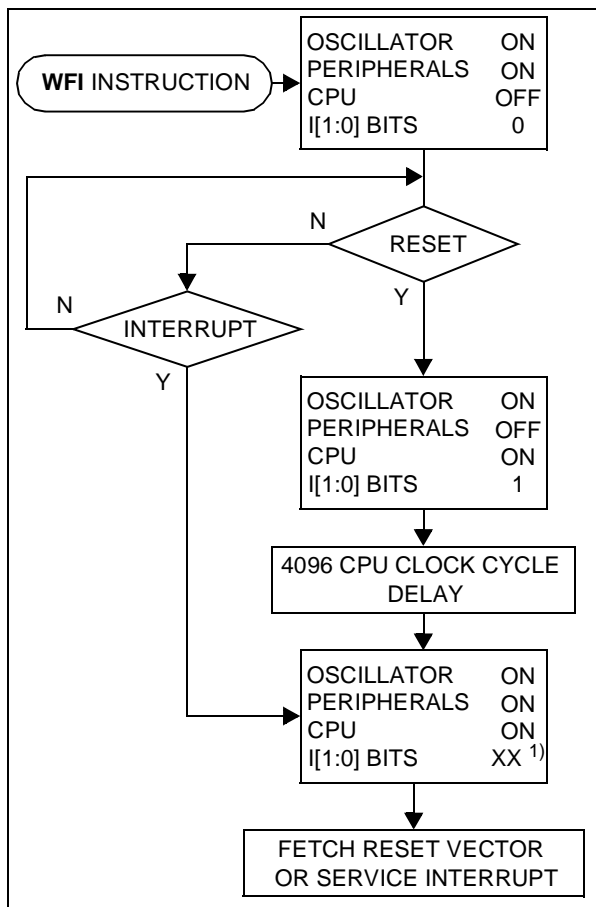 WFI INSTRUCTION
OSCILLATOR ON
PERIPHERALS ON
CPU OFF
I[1:0] BITS 0
N
RESET
Y
N
INTERRUPT
Y
OSCILLATOR ON
PERIPHERALS OFF
CPU ON
I[1:0] BITS 1
4096 CPU CLOCK CYCLE
DELAY
OSCILLATOR ON
PERIPHERALS ON
CPU ON
I[1:0] BITS XX 1)
FETCH RESET VECTOR
OR SERVICE INTERRUPT